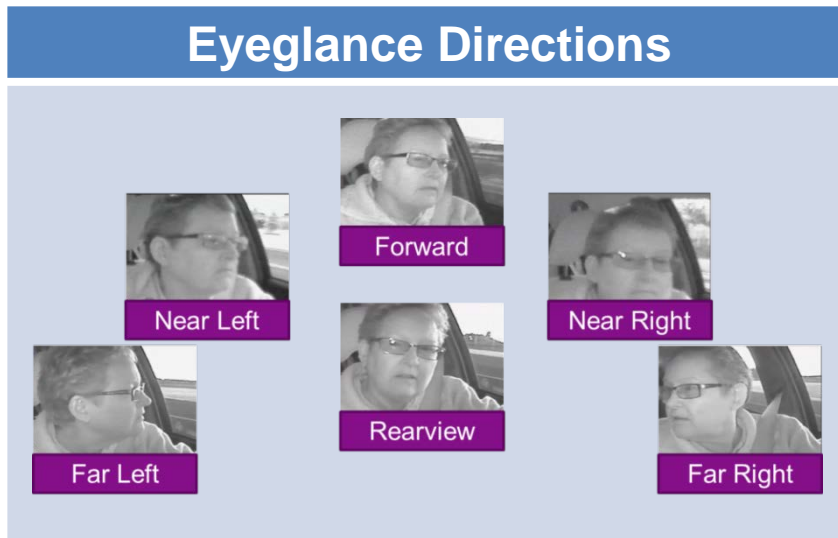 Eyeglance Directions
Forward
Near Left
Near Right
Rearview
Far Left
Far Right